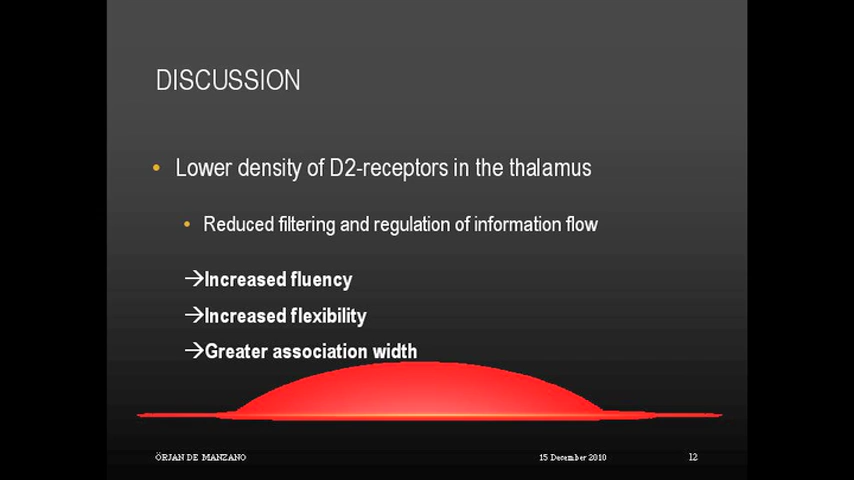 DISCUSSION
• Lower density of D2-receptors in the thalamus
• Reduced filtering and regulation of information flow
→Increased fluency
→Increased flexibility
→Greater association width
ÖRJAN DE MANZANO
15 December 2010
12